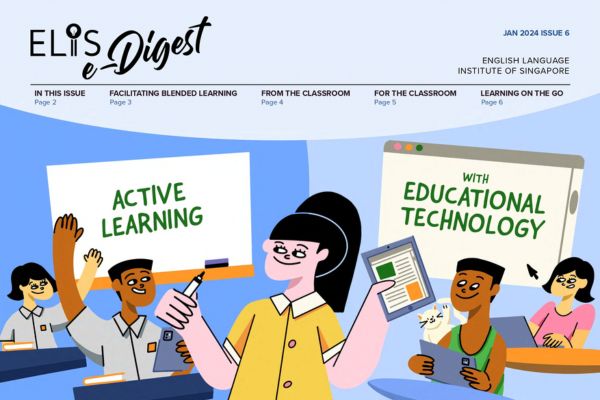 ELIS
e-Digest
JAN 2024 ISSUE 6
ENGLISH LANGUAGE
INSTITUTE OF SINGAPORE
IN THIS ISSUE
Page 2
FACILITATING BLENDED LEARNING
Page 3
FROM THE CLASSROOM
Page 4
FOR THE CLASSROOM
Page 5
LEARNING ON THE GO
Page 6
ACTIVE
LEARNING
WITH
EDUCATIONAL
TECHNOLOGY